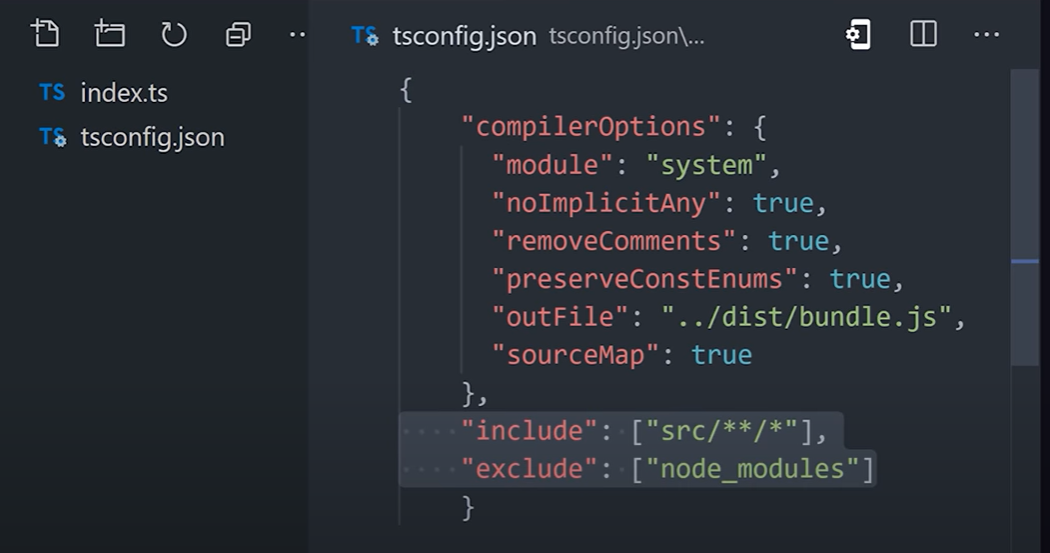 TS index.ts
TS tsconfig.json
TS tsconfig.json tsconfig.json\...
{
"compilerOptions": {
"module": "system",
"noImplicitAny": true,
"removeComments": true,
"preserveConstEnums": true,
"outFile": "../dist/bundle.js",
"sourceMap": true
},
"include": ["src/**/*"],
"exclude": ["node_modules"]
}